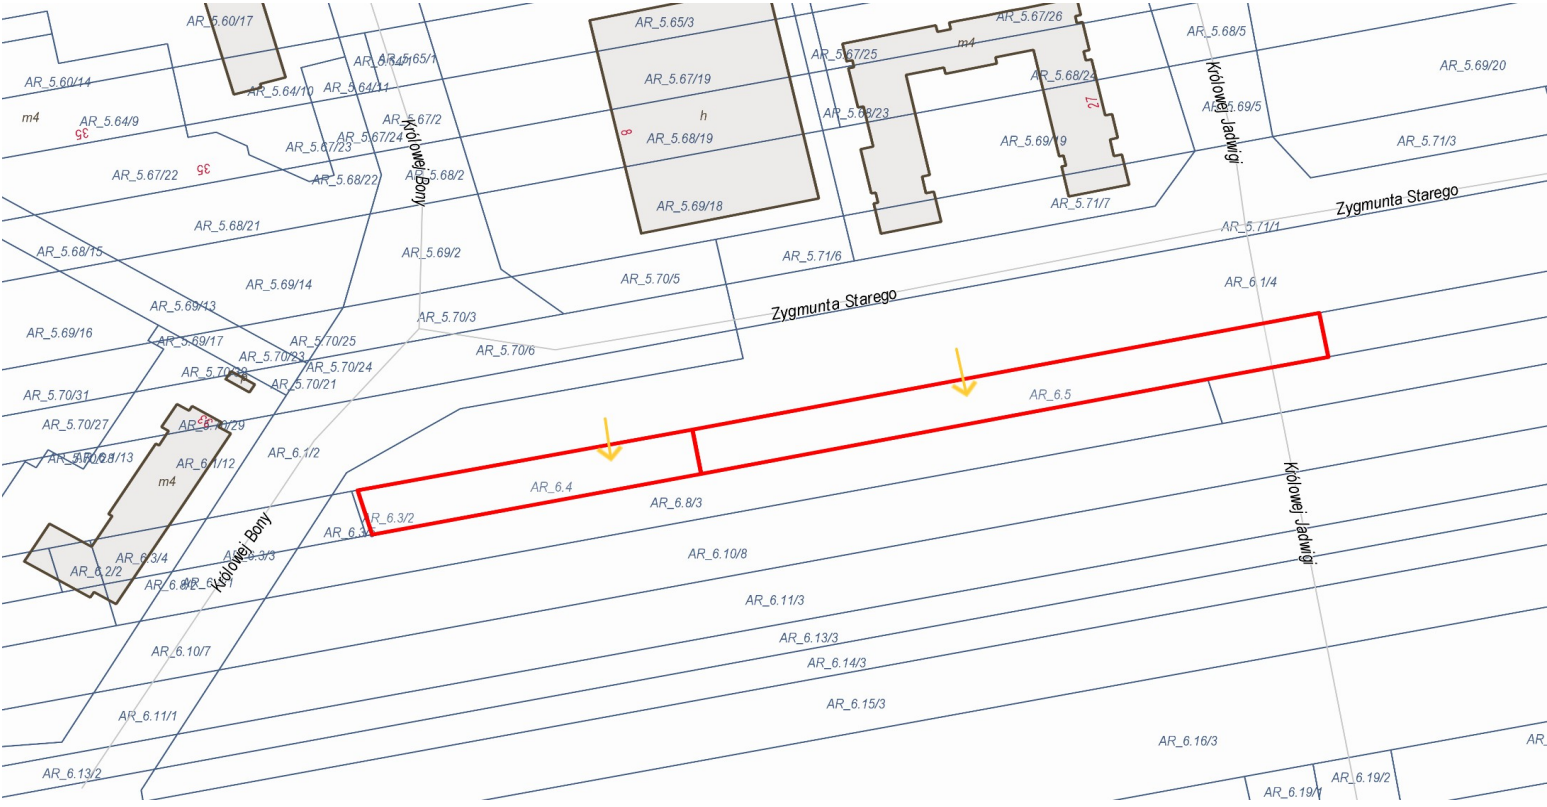 AR_5.60/17
AR_5.65/3
AR_5.67/26
m4
AR_5.68/5
AR_5.67/25
AR_5.65/1
AR_5.69/20
AR_5.60/14
AR_5.64/10
AR_5.64/11
AR_5.67/19
AR_5.68/24
27
AR_5.69/5
Królowej Jadwigi
m4
AR_5.64/9
35
AR_5.67/2
AR_5.67/24
AR_5.67/23
h
8
AR_5.68/19
AR_5.68/23
AR_5.69/19
AR_5.71/3
Królowej Bony
AR_5.67/22
35
AR_5.68/22
AR_5.68/2
AR_5.69/18
AR_5.71/7
Zygmunta Starego
AR_5.68/21
AR_5.71/1
AR_5.68/15
AR_5.69/2
AR_5.71/6
AR_5.69/14
AR_5.70/5
AR_6.1/4
AR_5.69/13
Zygmunta Starego
AR_5.70/3
AR_5.69/16
AR_5.69/17
AR_5.70/25
AR_5.70/6
AR_5.70/23
AR_5.70/24
AR_5.70/21
AR_5.70/31
AR_6.5
AR_5.70/27
AR_5.70/29
AR_6.1/2
AR_6.1/12
m4
AR_6.4
AR_6.8/3
AR_6.3/2
Królowej Jadwigi
Królowej Bony
AR_6.3/3
AR_6.3/4
AR_6.2/2
AR_6.10/8
AR_6.11/3
AR_6.13/3
AR_6.10/7
AR_6.14/3
AR_6.15/3
AR_6.11/1
AR_6.16/3
AR_
AR_6.13/2
AR_6.19/2
AR_6.19/1